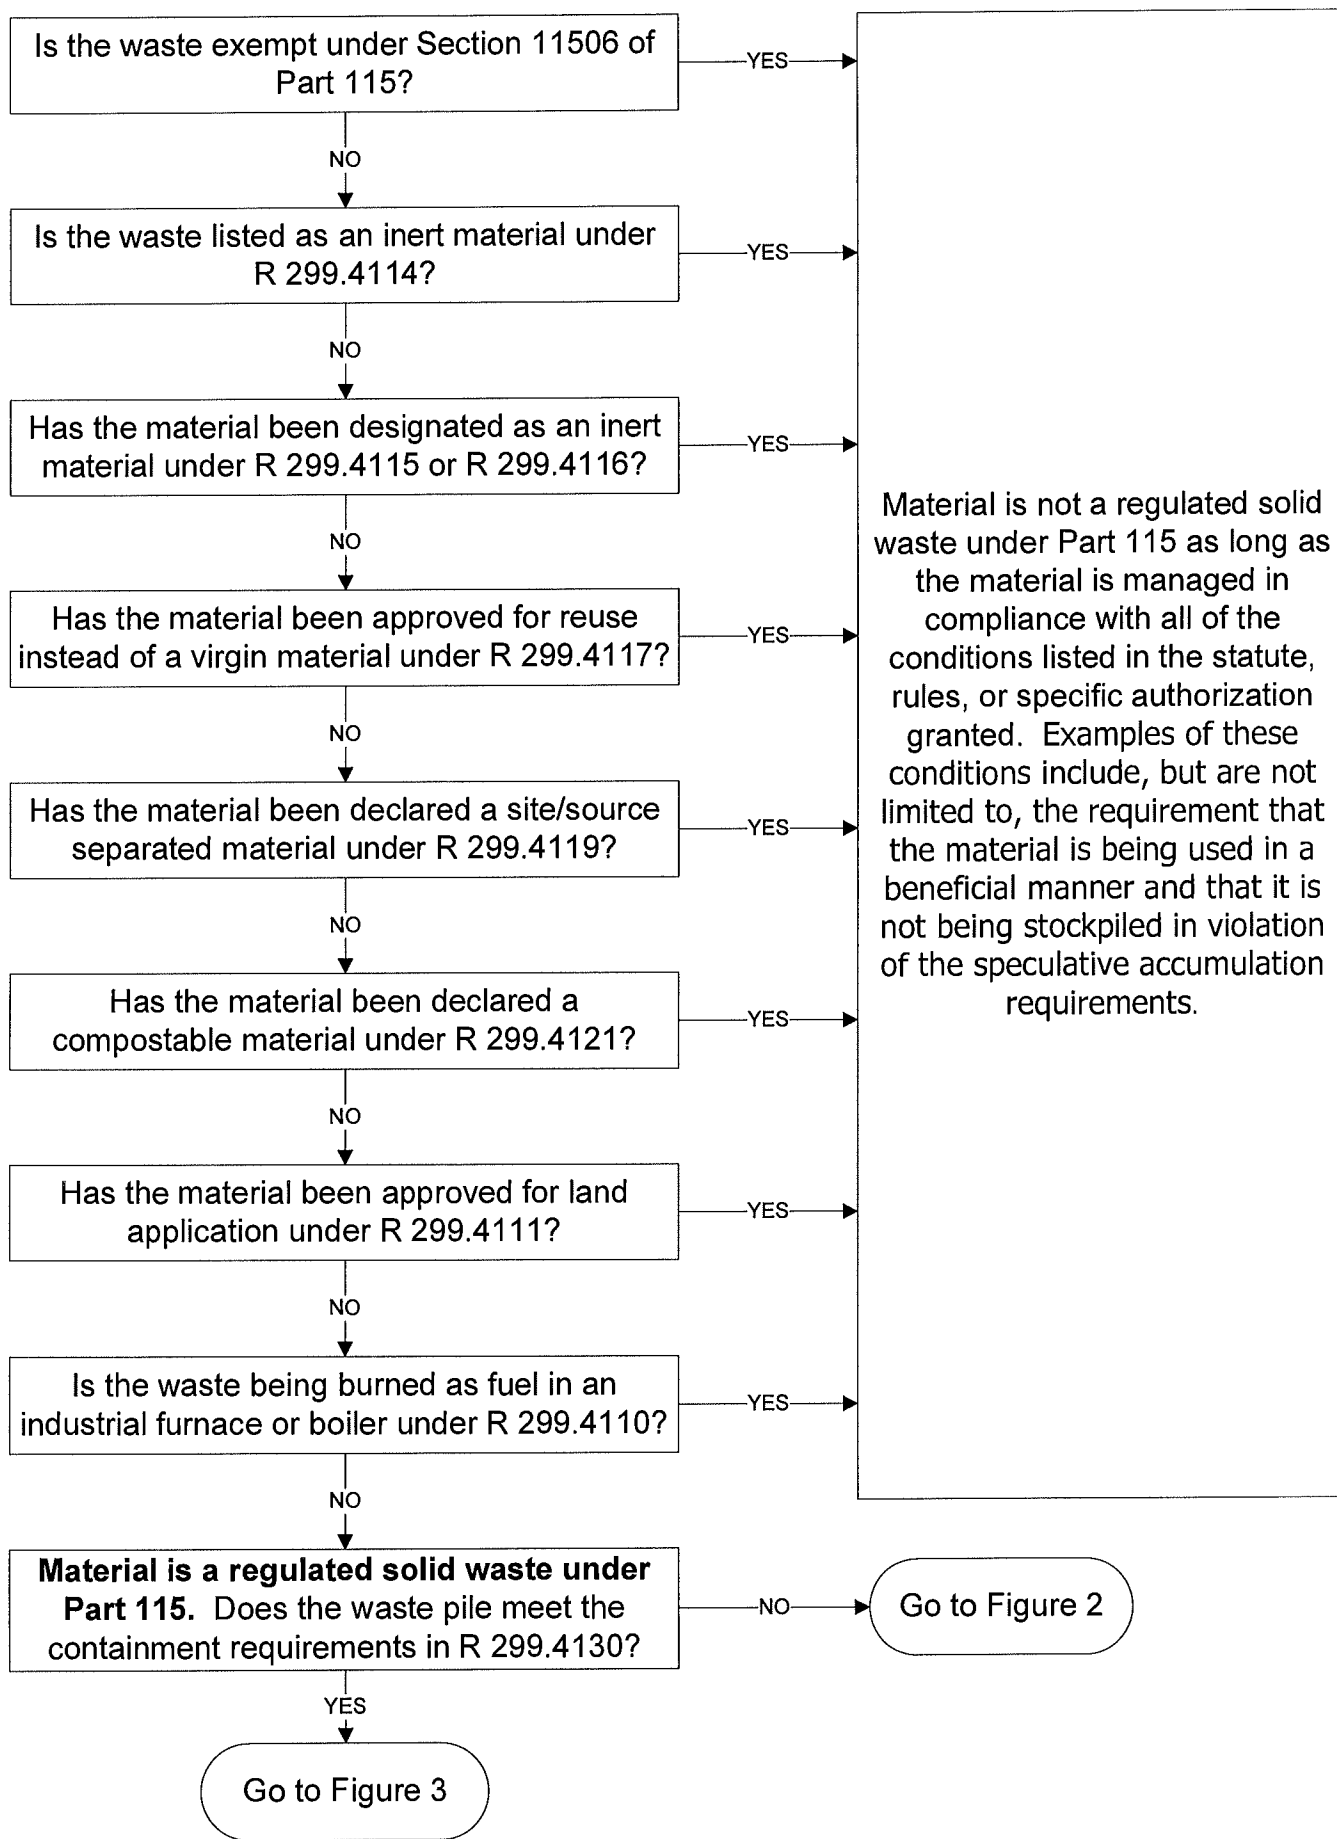 Is the waste exempt under Section 11506 of
Part 115?
YES
NO
Is the waste listed as an inert material under
R 299.4114?
YES
NO
Has the material been designated as an inert
material under R 299.4115 or R 299.4116?
YES
NO
Has the material been approved for reuse
instead of a virgin material under R 299.4117?
YES
NO
Has the material been declared a site/source
separated material under R 299.4119?
YES
NO
Has the material been declared a
compostable material under R 299.4121?
YES
NO
Has the material been approved for land
application under R 299.4111?
YES
NO
Is the waste being burned as fuel in an
industrial furnace or boiler under R 299.4110?
YES
NO
Material is not a regulated solid
waste under Part 115 as long as
the material is managed in
compliance with all of the
conditions listed in the statute,
rules, or specific authorization
granted.  Examples of these
conditions include, but are not
limited to, the requirement that
the material is being used in a
beneficial manner and that it is
not being stockpiled in violation
of the speculative accumulation
requirements.
Material is a regulated solid waste under
Part 115.  Does the waste pile meet the
containment requirements in R 299.4130?
NO
Go to Figure 2
YES
Go to Figure 3